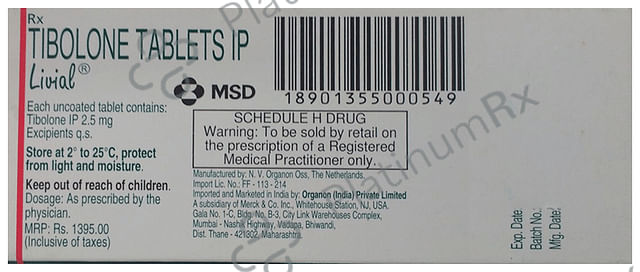 Rx
TIBOLONE TABLETS IP
Livial®
MSD
18901355000549
Each uncoated tablet contains:
Tibolone IP 2.5 mg
Excipients q.s.
Store at 2° to 25°C, protect
from light and moisture.
Keep out of reach of children.
Dosage: As prescribed by the
physician.
MRP: Rs. 1395.00
(Inclusive of taxes)
SCHEDULE H DRUG
Warning: To be sold by retail on
the prescription of a Registered
Medical Practitioner only.
Manufactured by: N. V. Organon Oss, The Netherlands.
Import Lic. No.: FF - 113 - 214
Imported and Marketed in India by: Organon (India) Private Limited
A subsidiary of Merck & Co. Inc., Whitehouse Station, NJ, USA.
Gala No. 1-C, Bldg. No. B-3, City Link Warehouses Complex,
Mumbai - Nashik Highway, Vadapa, Bhiwandi,
Dist. Thane - 421302, Maharashtra.
Exp. Date
Batch No.:
Mfg. Date:
PlatinumRx